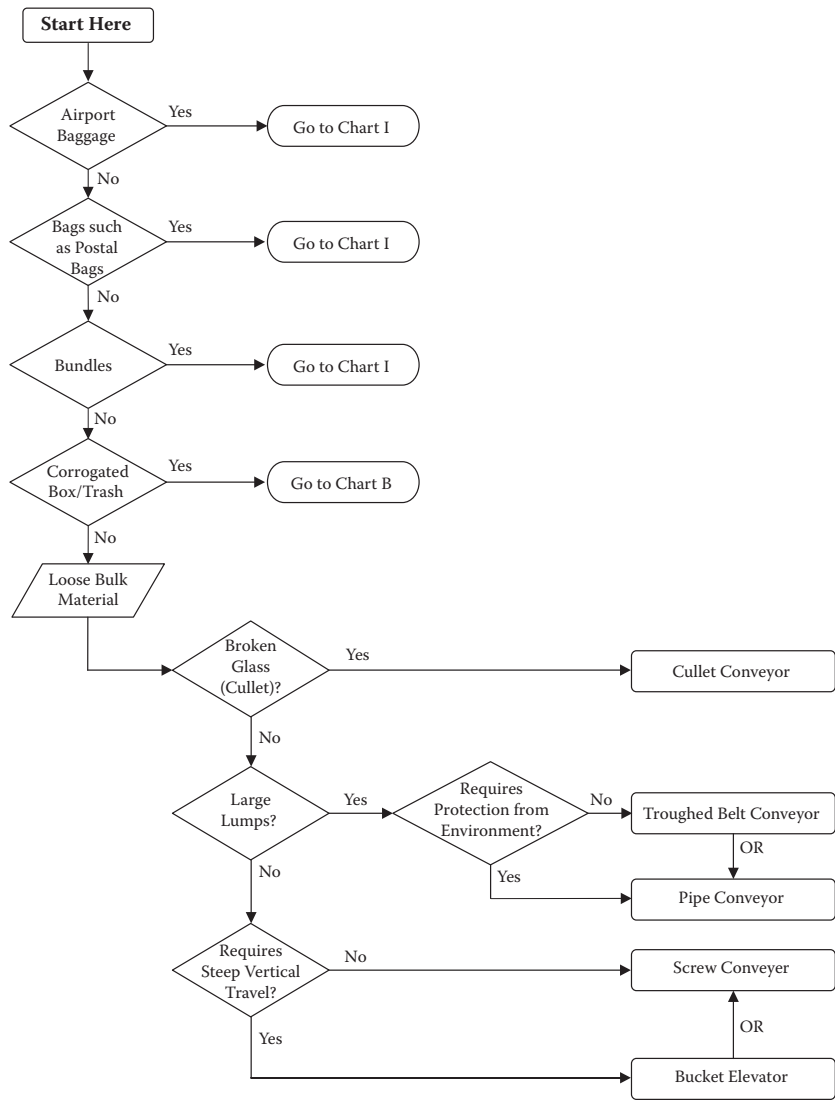 Start Here
Airport
Baggage
Yes
Go to Chart I
No
Bags such
as Postal
Bags
Yes
Go to Chart I
No
Bundles
Yes
Go to Chart I
No
Corrogated
Box/Trash
Yes
Go to Chart B
No
Loose Bulk
Material
Broken
Glass
(Cullet)?
Yes
Cullet Conveyor
No
Large
Lumps?
Yes
Requires
Protection from
Environment?
No
Troughed Belt Conveyor
OR
Yes
Pipe Conveyor
No
Requires
Steep Vertical
Travel?
No
Screw Conveyer
OR
Yes
Bucket Elevator